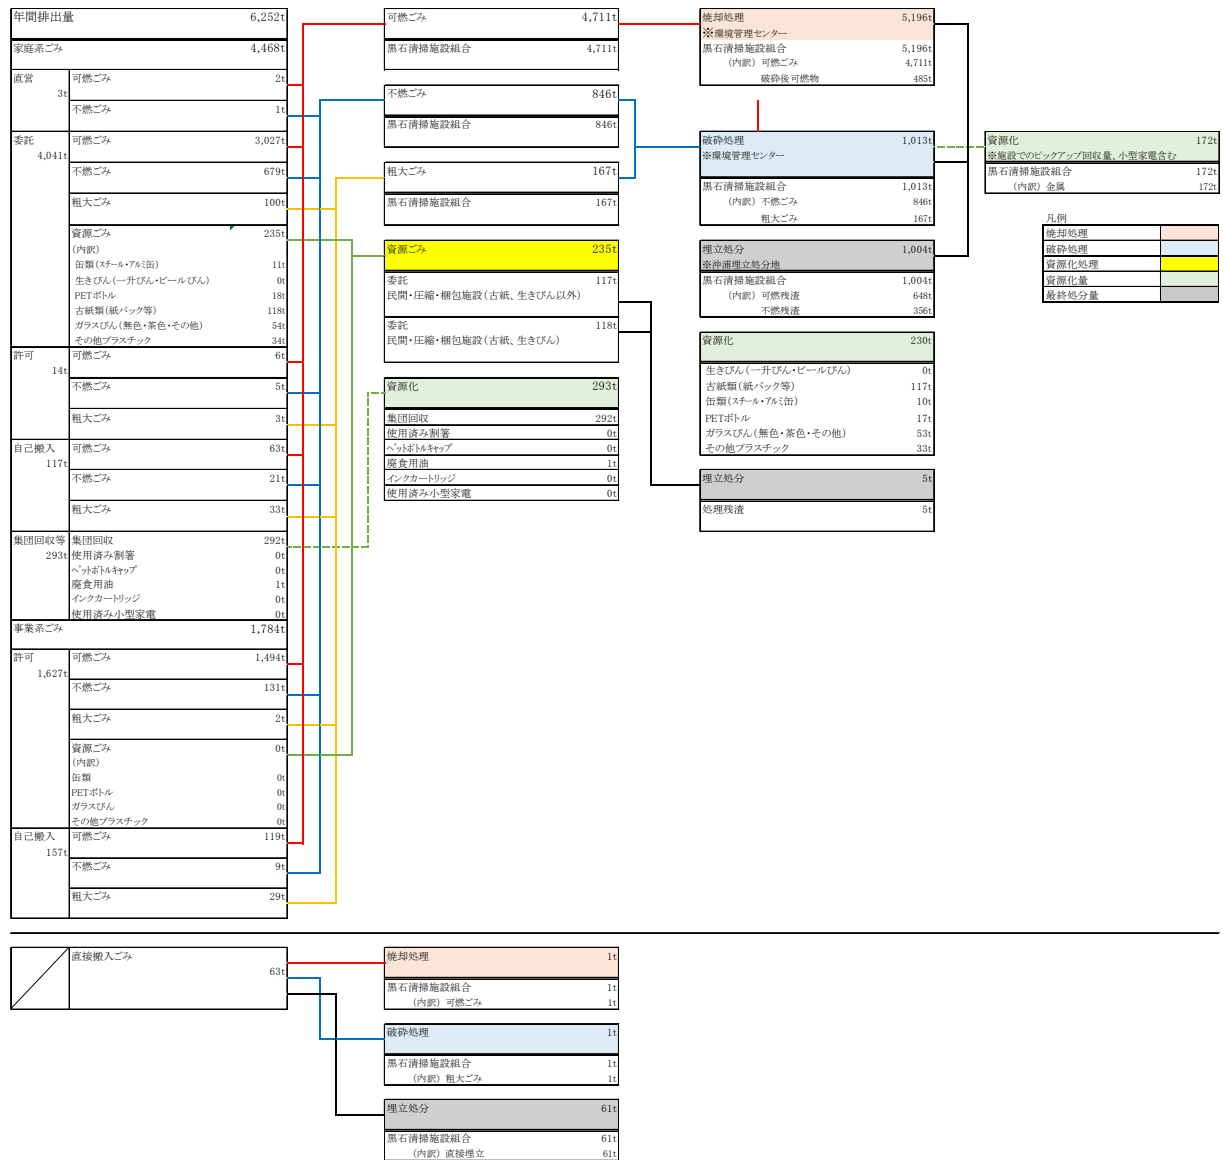 年間排出量 6,252t
家庭系ごみ 4,468t
直営 3t
可燃ごみ 2t
不燃ごみ 1t
委託 4,041t
可燃ごみ 3,027t
不燃ごみ 679t
粗大ごみ 100t
資源ごみ 235t
(内訳)
缶類(スチール・アルミ缶) 11t
生きびん(一升びん・ビールびん) 0t
PETボトル 18t
古紙類(紙パック等) 118t
ガラスびん(無色・茶色・その他) 54t
その他プラスチック 34t
許可 14t
可燃ごみ 6t
不燃ごみ 5t
粗大ごみ 3t
自己搬入 117t
可燃ごみ 63t
不燃ごみ 21t
粗大ごみ 33t
集団回収等 293t
集団回収 292t
使用済み割箸 0t
ペットボトルキャップ 0t
廃食用油 1t
インクカートリッジ 0t
使用済み小型家電 0t
事業系ごみ 1,784t
許可 1,627t
可燃ごみ 1,494t
不燃ごみ 131t
粗大ごみ 2t
資源ごみ 0t
(内訳)
缶類 0t
PETボトル 0t
ガラスびん 0t
その他プラスチック 0t
自己搬入 157t
可燃ごみ 119t
不燃ごみ 9t
粗大ごみ 29t
可燃ごみ 4,711t
黒石清掃施設組合 4,711t
不燃ごみ 846t
黒石清掃施設組合 846t
粗大ごみ 167t
黒石清掃施設組合 167t
資源ごみ 235t
委託 117t
民間・圧縮・梱包施設(古紙、生きびん以外)
委託 118t
民間・圧縮・梱包施設(古紙、生きびん)
資源化 293t
集団回収 292t
使用済み割箸 0t
ペットボトルキャップ 0t
廃食用油 1t
インクカートリッジ 0t
使用済み小型家電 0t
焼却処理 5,196t
※環境管理センター
黒石清掃施設組合 5,196t
(内訳) 可燃ごみ 4,711t
破砕後可燃物 485t
破砕処理 1,013t
※環境管理センター
黒石清掃施設組合 1,013t
(内訳) 不燃ごみ 846t
粗大ごみ 167t
埋立処分 1,004t
※沖浦埋立処分地
黒石清掃施設組合 1,004t
(内訳) 可燃残渣 648t
不燃残渣 356t
資源化 230t
生きびん(一升びん・ビールびん) 0t
古紙類(紙パック等) 117t
缶類(スチール・アルミ缶) 10t
PETボトル 17t
ガラスびん(無色・茶色・その他) 53t
その他プラスチック 33t
埋立処分 5t
処理残渣 5t
資源化 172t
※施設でのピックアップ回収量、小型家電含む
黒石清掃施設組合 172t
(内訳) 金属 172t
凡例
焼却処理
破砕処理
資源化処理
資源化量
最終処分量
直接搬入ごみ
63t
焼却処理 1t
黒石清掃施設組合 1t
(内訳) 可燃ごみ 1t
破砕処理 1t
黒石清掃施設組合 1t
(内訳) 粗大ごみ 1t
埋立処分 61t
黒石清掃施設組合 61t
(内訳) 直接埋立 61t